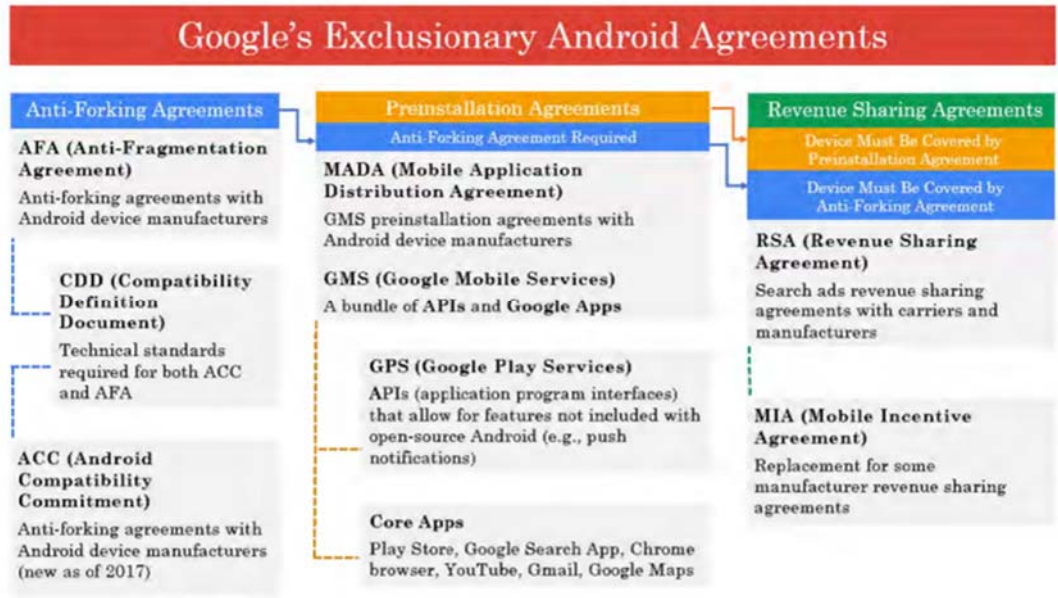 Google's Exclusionary Android Agreements
Anti-Forking Agreements
AFA (Anti-Fragmentation
Agreement)
Anti-forking agreements with
Android device manufacturers
CDD (Compatibility
Definition
Document)
Technical standards
required for both ACC
and AFA
ACC (Android
Compatibility
Commitment)
Anti-forking agreements with
Android device manufacturers
(new as of 2017)
Preinstallation Agreements
Anti-Forking Agreement Required
MADA (Mobile Application
Distribution Agreement)
GMS preinstallation agreements with
Android device manufacturers
GMS (Google Mobile Services)
A bundle of APIs and Google Apps
GPS (Google Play Services)
APIs (application program interfaces)
that allow for features not included with
open-source Android (e.g., push
notifications)
Core Apps
Play Store, Google Search App, Chrome
browser, YouTube, Gmail, Google Maps
Revenue Sharing Agreements
Device Must Be Covered by
Preinstallation Agreement
Device Must Be Covered by
Anti-Forking Agreement
RSA (Revenue Sharing
Agreement)
Search ads revenue sharing
agreements with carriers and
manufacturers
MIA (Mobile Incentive
Agreement)
Replacement for some
manufacturer revenue sharing
agreements